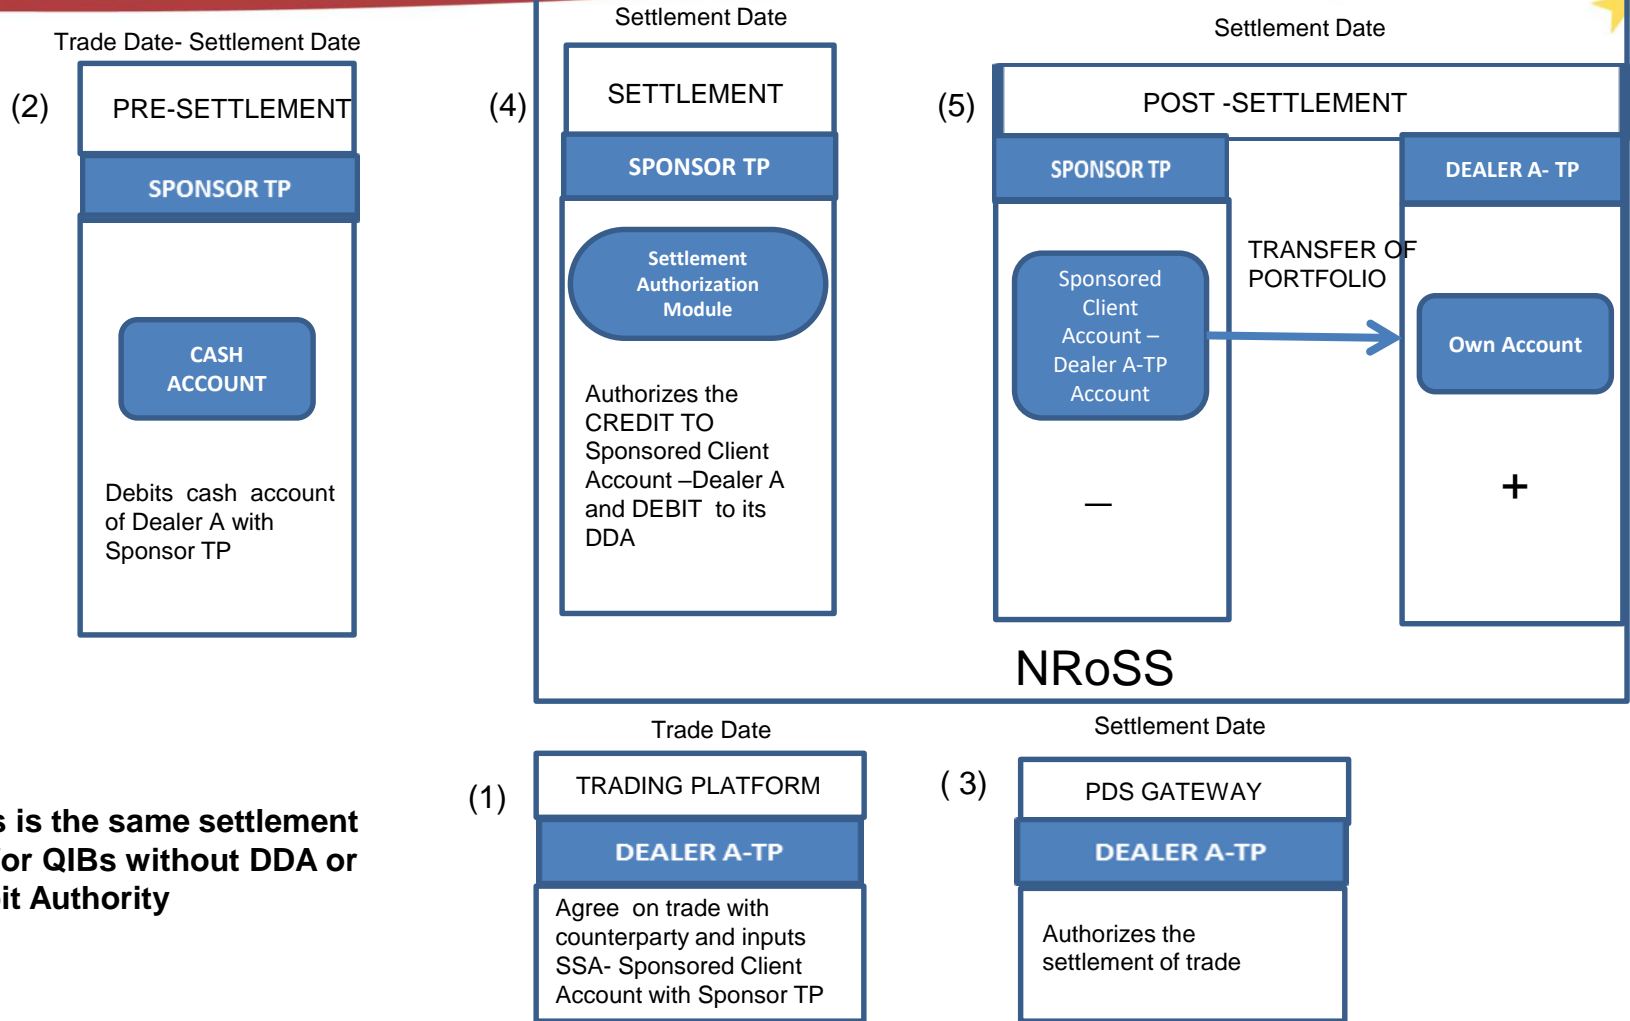 Trade Date- Settlement Date
(2)
PRE-SETTLEMENT
SPONSOR TP
CASH
ACCOUNT
Debits cash account
of Dealer A with
Sponsor TP
Settlement Date
(4)
SETTLEMENT
SPONSOR TP
Settlement
Authorization
Module
Authorizes the
CREDIT TO
Sponsored Client
Account –Dealer A
and DEBIT to its
DDA
Settlement Date
(5)
POST -SETTLEMENT
SPONSOR TP
DEALER A- TP
Sponsored
Client
Account –
Dealer A-TP
Account
TRANSFER OF
PORTFOLIO
Own Account
_
+
NRoSS
Trade Date
(1)
TRADING PLATFORM
DEALER A-TP
Agree on trade with
counterparty and inputs
SSA- Sponsored Client
Account with Sponsor TP
Settlement Date
( 3)
PDS GATEWAY
DEALER A-TP
Authorizes the
settlement of trade
is the same settlement
for QIBs without DDA or
Authority